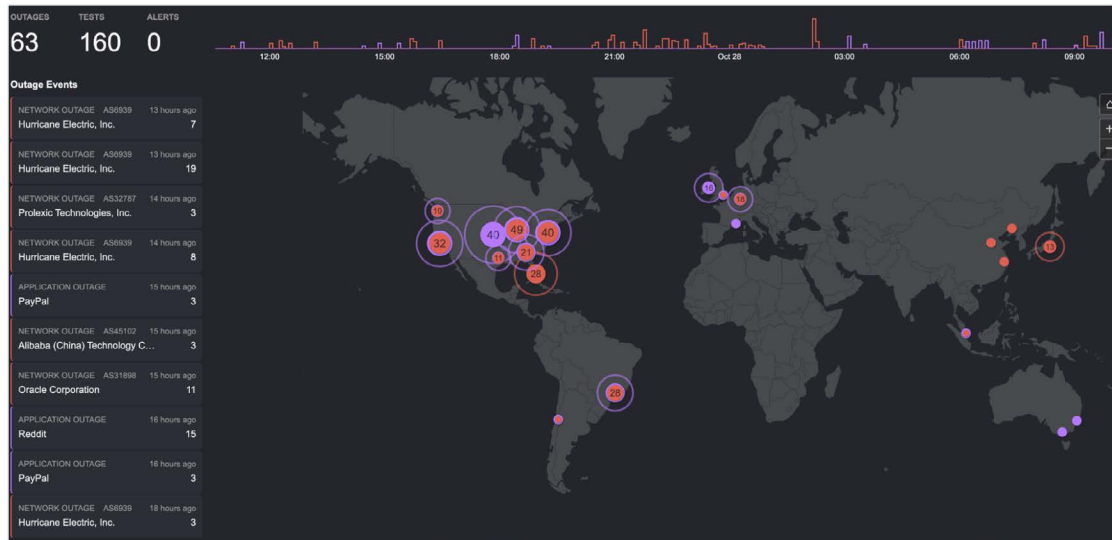 OUTAGES TESTS ALERTS
63 160 0
12:00 15:00 18:00 21:00 Oct 28 03:00 06:00 09:00
Outage Events
NETWORK OUTAGE AS6939 13 hours ago
Hurricane Electric, Inc. 7
NETWORK OUTAGE AS6939 13 hours ago
Hurricane Electric, Inc. 19
NETWORK OUTAGE AS32787 14 hours ago
Prolexic Technologies, Inc. 3
NETWORK OUTAGE AS6939 14 hours ago
Hurricane Electric, Inc. 8
APPLICATION OUTAGE 15 hours ago
PayPal 3
NETWORK OUTAGE AS45102 15 hours ago
Alibaba (China) Technology C... 3
NETWORK OUTAGE AS31898 15 hours ago
Oracle Corporation 11
APPLICATION OUTAGE 16 hours ago
Reddit 15
APPLICATION OUTAGE 16 hours ago
PayPal 3
NETWORK OUTAGE AS6939 18 hours ago
Hurricane Electric, Inc. 3
16
18
19
40 49 40
32
21
11
28
13
28